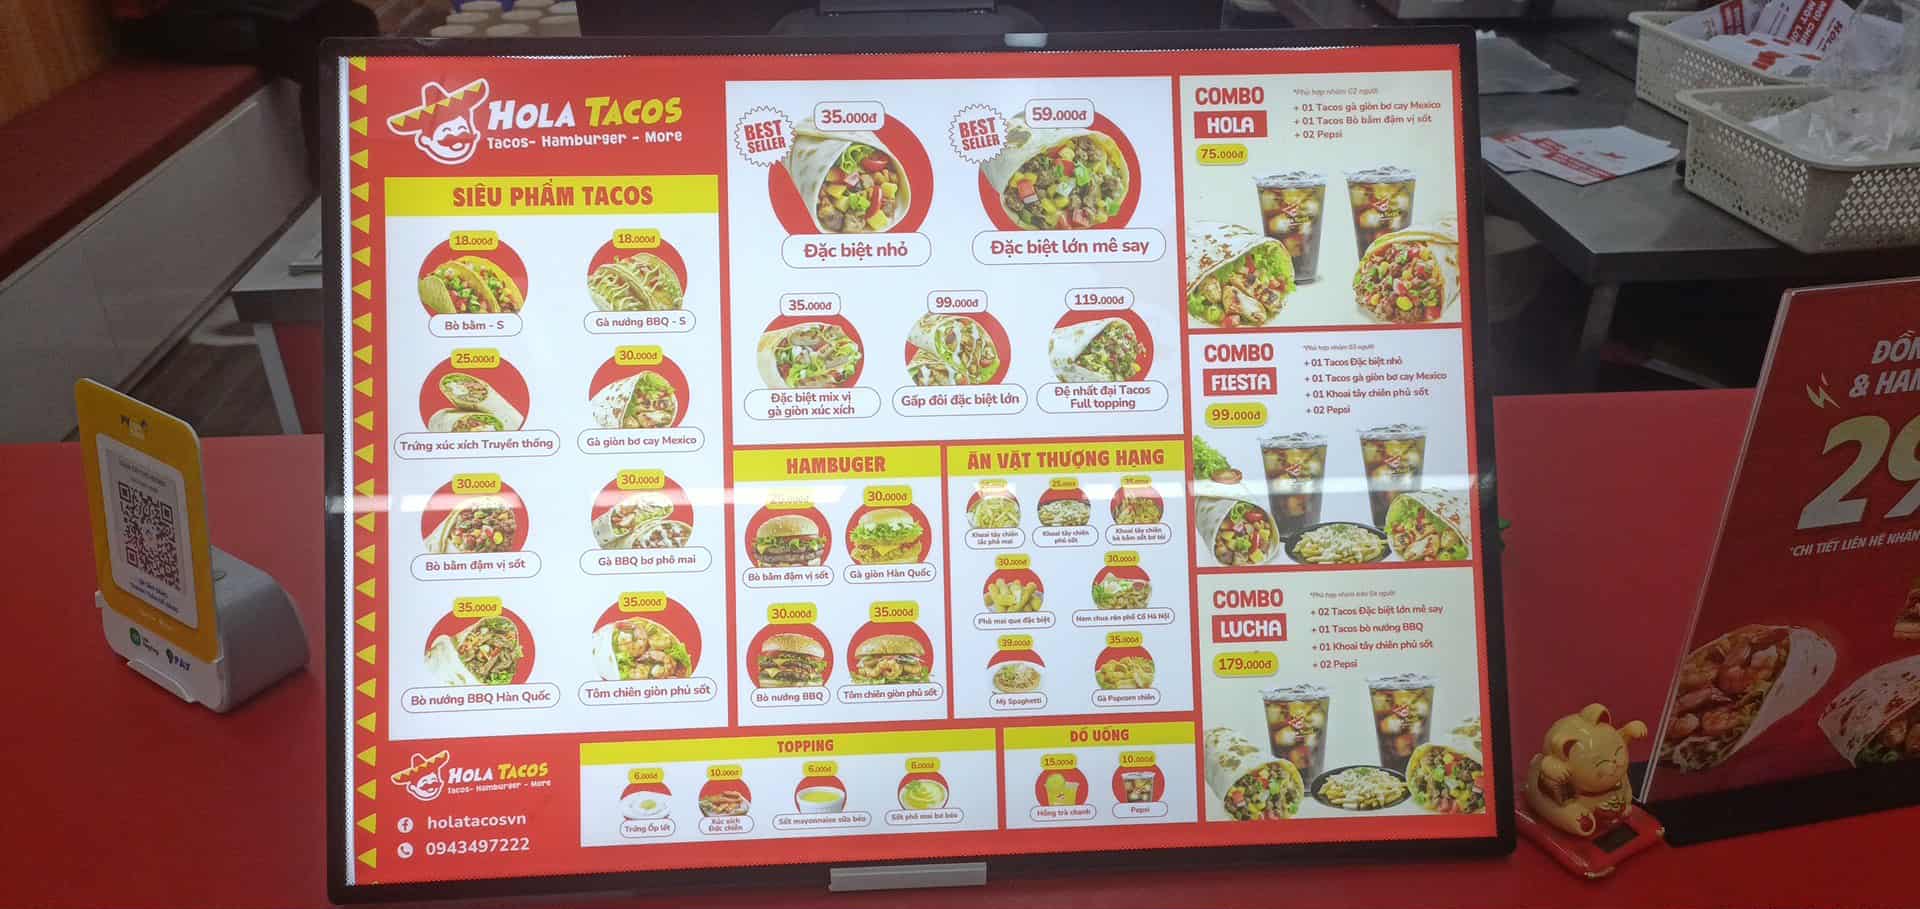 HOLA TACOS
Tacos- Hamburger - More
SIÊU PHẨM TACOS
18.000đ
18.000đ
Bò bằm - S
Gà nướng BBQ - S
25.000đ
30.000đ
Trứng xúc xích Truyền thống
Gà giòn bơ cay Mexico
30.000đ
30.000đ
Bò bằm đậm vị sốt
Gà BBQ bơ phô mai
35.000đ
35.000đ
Bò nướng BBQ Hàn Quốc
Tôm chiên giòn phủ sốt
BEST
SELLER
35.000đ
Đặc biệt nhỏ
BEST
SELLER
59.000đ
Đặc biệt lớn mê say
35.000đ
99.000đ
119.000đ
Đặc biệt mix vị
gà giòn xúc xích
Gấp đôi đặc biệt lớn
Đệ nhất đại Tacos
Full topping
HAMBUGER
30.000đ
Bò bằm đậm vị sốt
Gà giòn Hàn Quốc
30.000đ
35.000đ
Bò nướng BBQ
Tôm chiên giòn phủ sốt
ĂN VẶT THƯỢNG HẠNG
25.000đ
Khoai tây chiên
lắc phô mai
Khoai tây chiên
phủ sốt
Khoai tây chiên
bò bằm sốt bơ tỏi
30.000đ
30.000đ
Phô mai que đặc biệt
Nem chua rán phố Cổ Hà Nội
39.000đ
35.000đ
Mỳ Spaghetti
Gà Popcorn chiên
COMBO
HOLA
75.000đ
*Phù hợp nhóm 02 người
+ 01 Tacos gà giòn bơ cay Mexico
+ 01 Tacos Bò bằm đậm vị sốt
+ 02 Pepsi
COMBO
FIESTA
99.000đ
*Phù hợp nhóm 03 người
+ 01 Tacos Đặc biệt nhỏ
+ 01 Tacos gà giòn bơ cay Mexico
+ 01 Khoai tây chiên phủ sốt
+ 02 Pepsi
COMBO
LUCHA
179.000đ
*Phù hợp nhóm trên 04 người
+ 02 Tacos Đặc biệt lớn mê say
+ 01 Tacos bò nướng BBQ
+ 01 Khoai tây chiên phủ sốt
+ 02 Pepsi
HOLA TACOS
Tacos- Hamburger - More
holatacosvn
0943497222
TOPPING
6.000đ
10.000đ
6.000đ
6.000đ
Trứng Ốp lết
Xúc xích
Đức chiên
Sốt mayonnaise sữa béo
Sốt phô mai bơ béo
ĐỒ UỐNG
15.000đ
10.000đ
Hồng trà chanh
Pepsi
& HAM
29
*CHI TIẾT LIÊN HỆ NHÂN